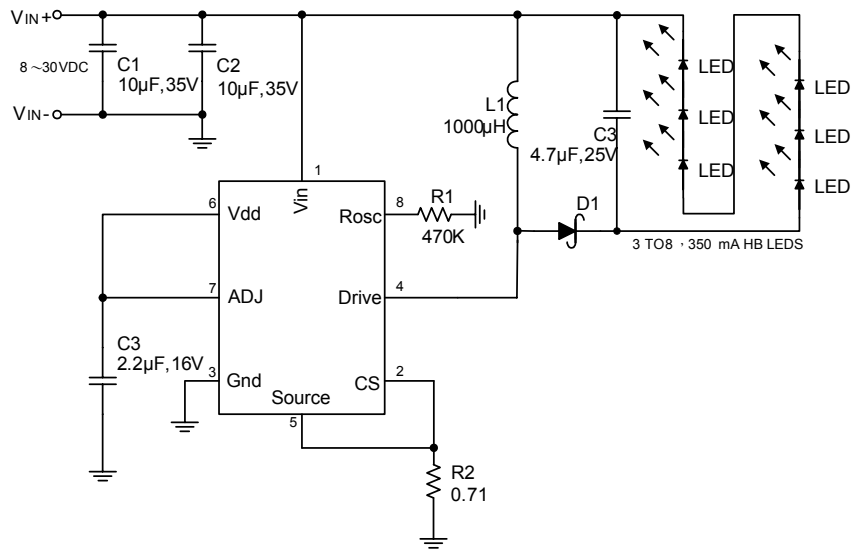 VIN+
8～30VDC
C1
10µF,35V
C2
10µF,35V
VIN-
L1
1000µH
C3
4.7µF,25V
LED
LED
LED
LED
LED
LED
D1
3 TO8，350 mA HB LEDS
1
Vin
6
Vdd
Rosc
8
R1
470K
7
ADJ
Drive
4
C3
2.2µF,16V
3
Gnd
CS
2
Source
5
R2
0.71